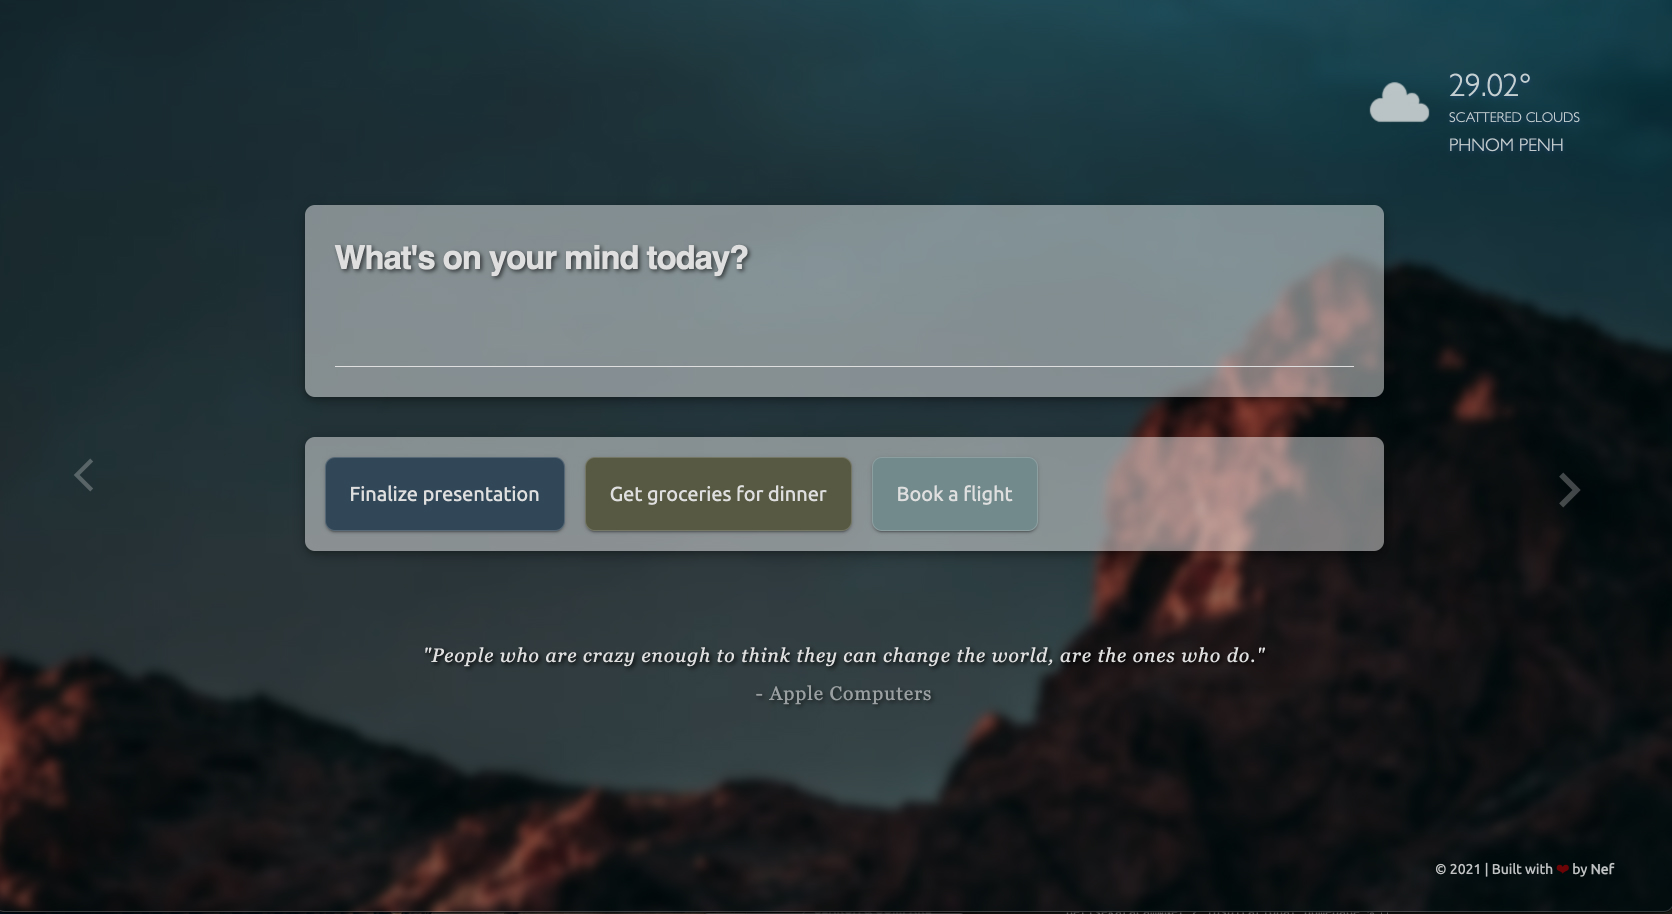 29.02°
SCATTERED CLOUDS
PHNOM PENH
What's on your mind today?
Finalize presentation
Get groceries for dinner
Book a flight
"People who are crazy enough to think they can change the world, are the ones who do."
- Apple Computers
© 2021 | Built with ❤ by Nef